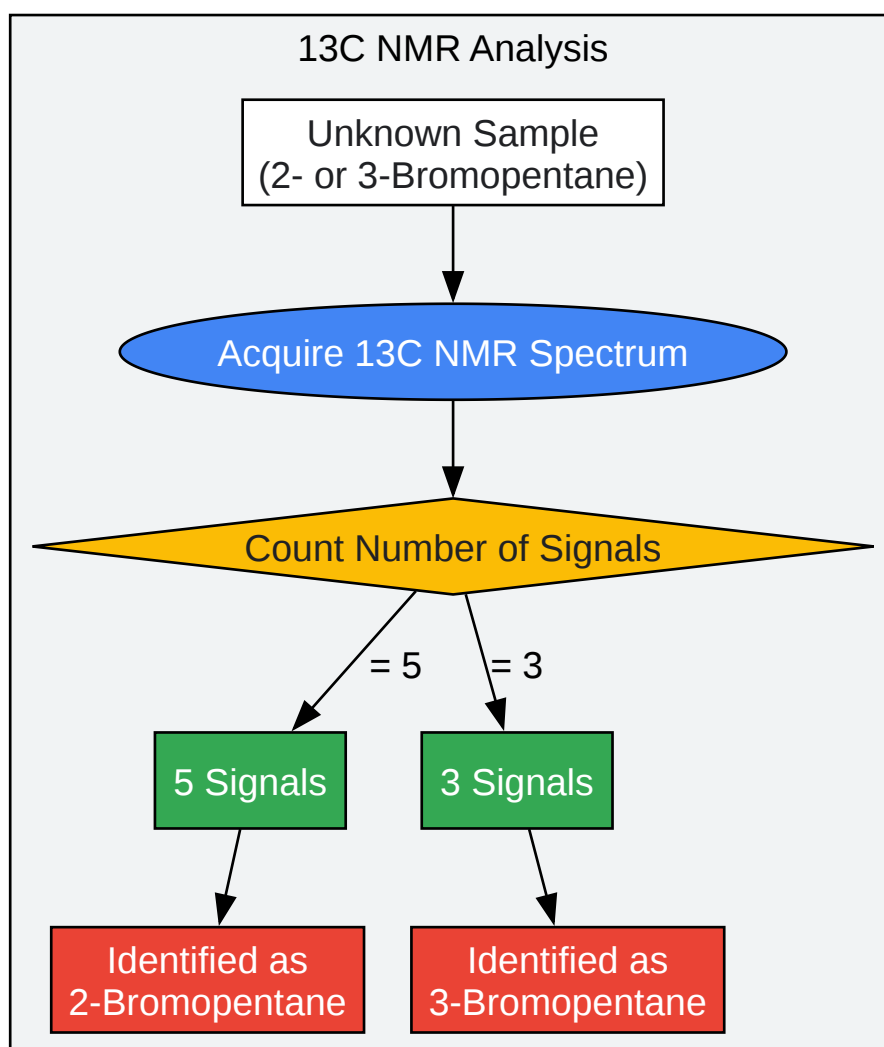 13C NMR Analysis
Unknown Sample
(2- or 3-Bromopentane)
Acquire 13C NMR Spectrum
Count Number of Signals
= 5
= 3
5 Signals
3 Signals
Identified as
2-Bromopentane
Identified as
3-Bromopentane